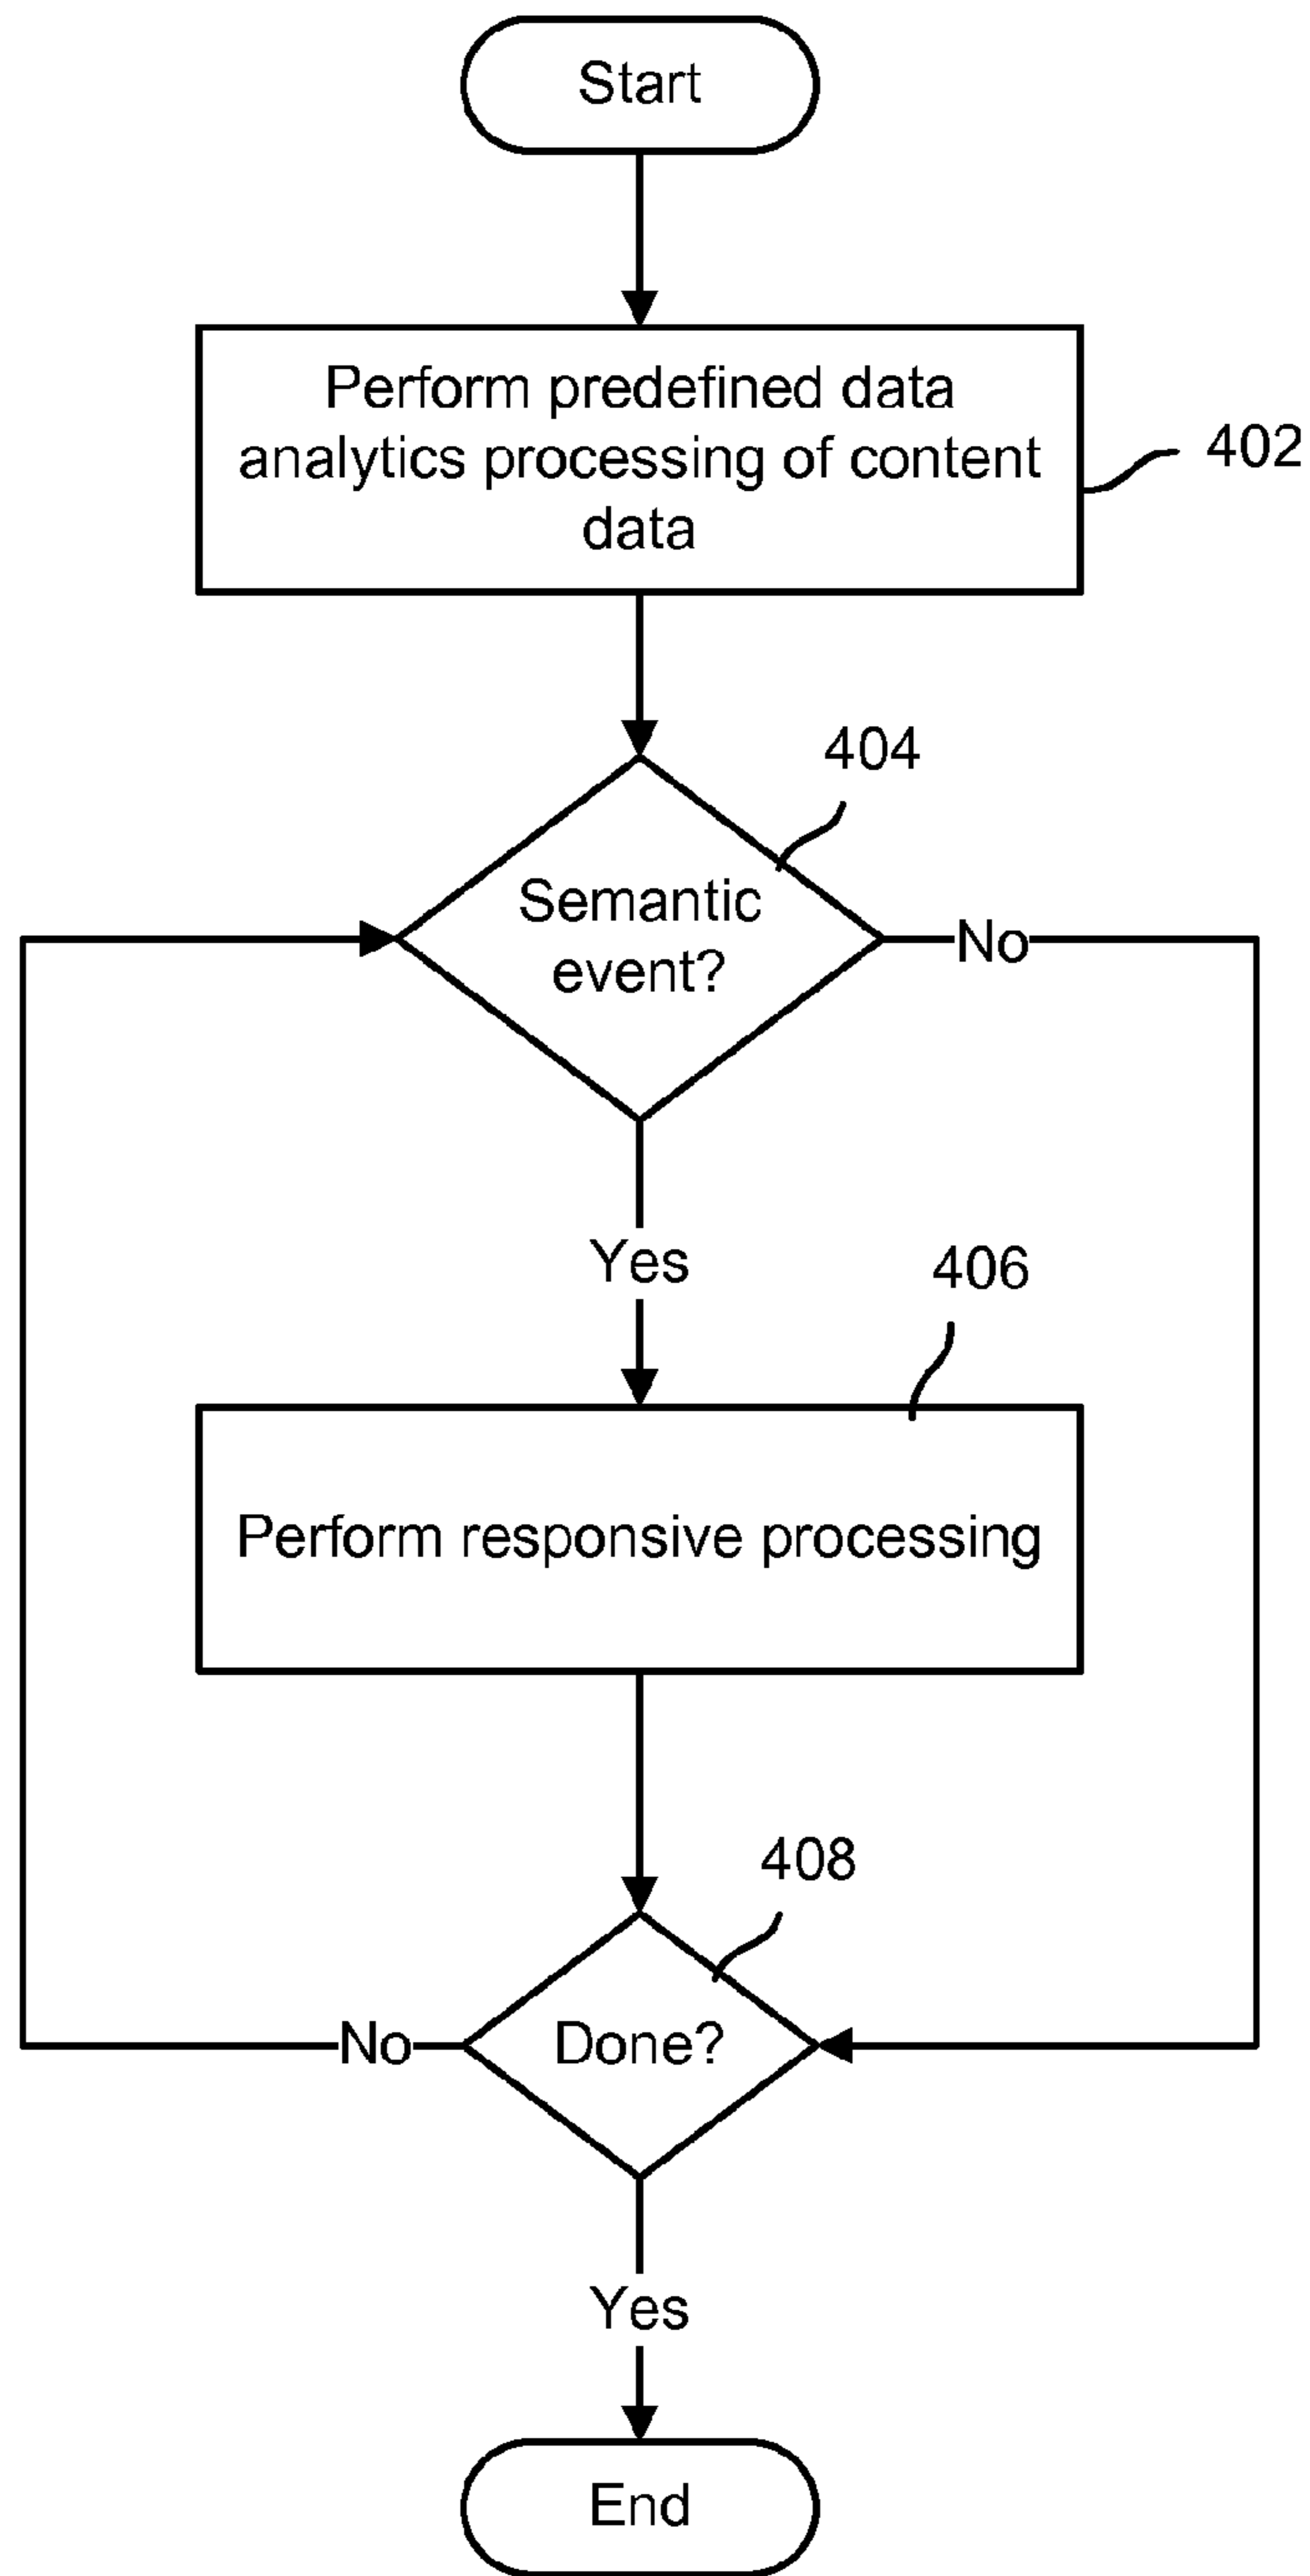 Start
Perform predefined data
analytics processing of content
data
402
404
Semantic
event?
No
Yes
406
Perform responsive processing
408
Done?
No
Yes
End